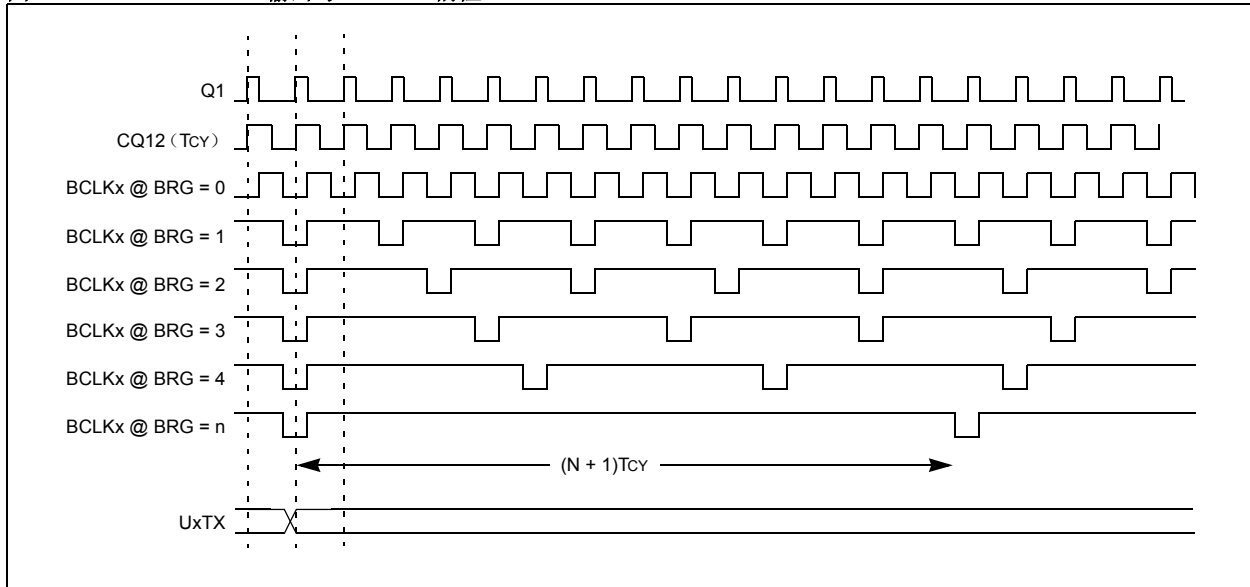 Q1
CQ12（TCY）
BCLKx @ BRG = 0
BCLKx @ BRG = 1
BCLKx @ BRG = 2
BCLKx @ BRG = 3
BCLKx @ BRG = 4
BCLKx @ BRG = n
(N + 1)TCY
UxTX